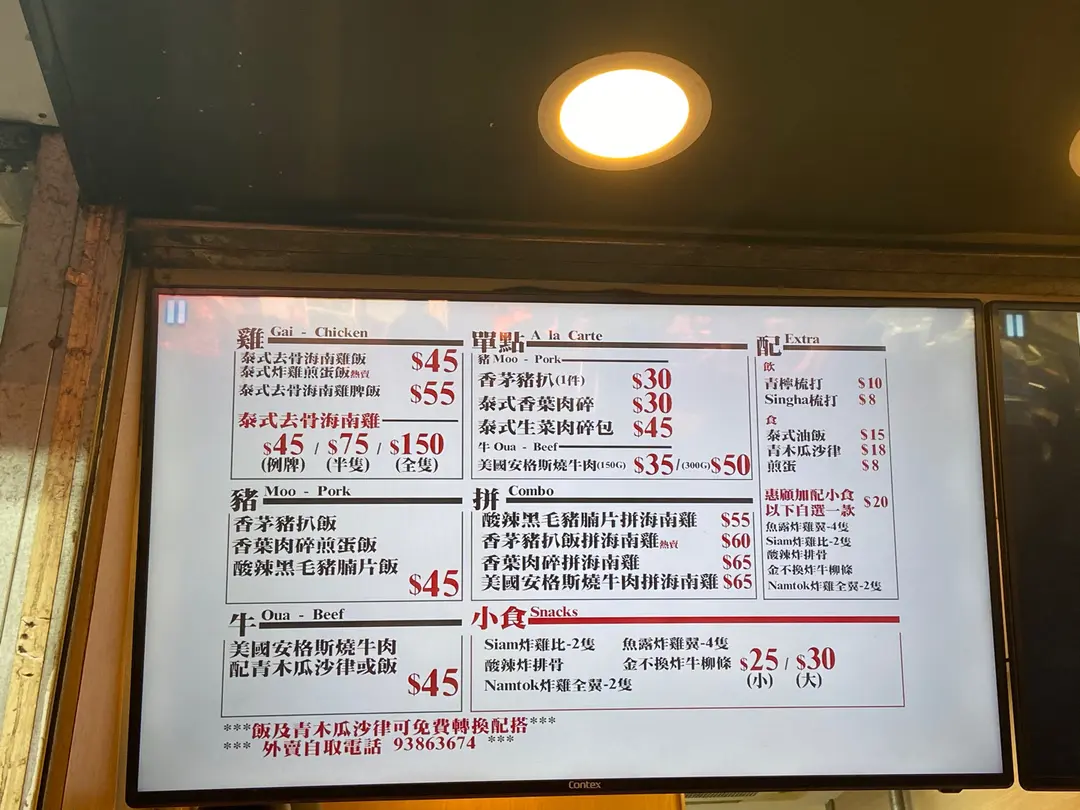 雞 Gai - Chicken
泰式去骨海南雞飯 $45
泰式炸雞煎蛋飯熱賣
泰式去骨海南雞髀飯 $55
泰式去骨海南雞
$45 / $75 / $150
(例牌) (半隻) (全隻)
豬 Moo - Pork
香茅豬扒飯
香葉肉碎煎蛋飯
酸辣黑毛豬腩片飯 $45
牛 Oua - Beef
美國安格斯燒牛肉
配青木瓜沙律或飯 $45
單點 A la Carte
豬 Moo - Pork
香茅豬扒(1件) $30
泰式香葉肉碎 $30
泰式生菜肉碎包 $45
牛 Oua - Beef
美國安格斯燒牛肉(150G) $35/(300G)$50
拼 Combo
酸辣黑毛豬腩片拼海南雞 $55
香茅豬扒飯拼海南雞熱賣 $60
香葉肉碎拼海南雞 $65
美國安格斯燒牛肉拼海南雞 $65
配 Extra
飲
青檸梳打 $10
Singha梳打 $8
食
泰式油飯 $15
青木瓜沙律 $18
煎蛋 $8
惠顧加配小食
以下自選一款 $20
魚露炸雞翼-4隻
Siam炸雞比-2隻
酸辣炸排骨
金不換炸牛柳條
Namtok炸雞全翼-2隻
小食 Snacks
Siam炸雞比-2隻 魚露炸雞翼-4隻
酸辣炸排骨 金不換炸牛柳條 $25 / $30
Namtok炸雞全翼-2隻 (小) (大)
***飯及青木瓜沙律可免費轉換配搭***
*** 外賣自取電話 93863674 ***
Contex